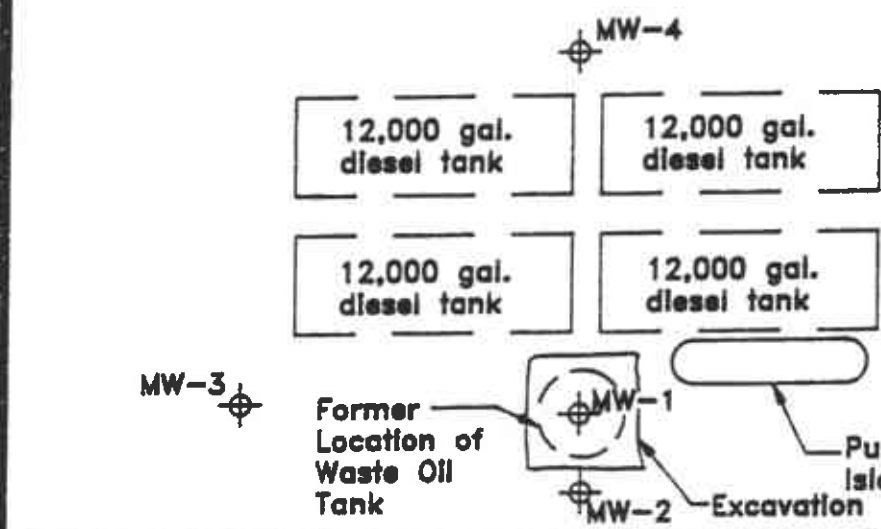 MW-4
12,000 gal.
diesel tank
12,000 gal.
diesel tank
12,000 gal.
diesel tank
12,000 gal.
diesel tank
MW-3
Former
Location of
Waste Oil
Tank
MW-1
MW-2
Excavation